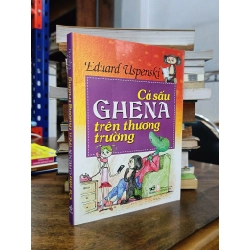 Eduard Uspenski
Cá sấu
GHENA
trên thương
trường